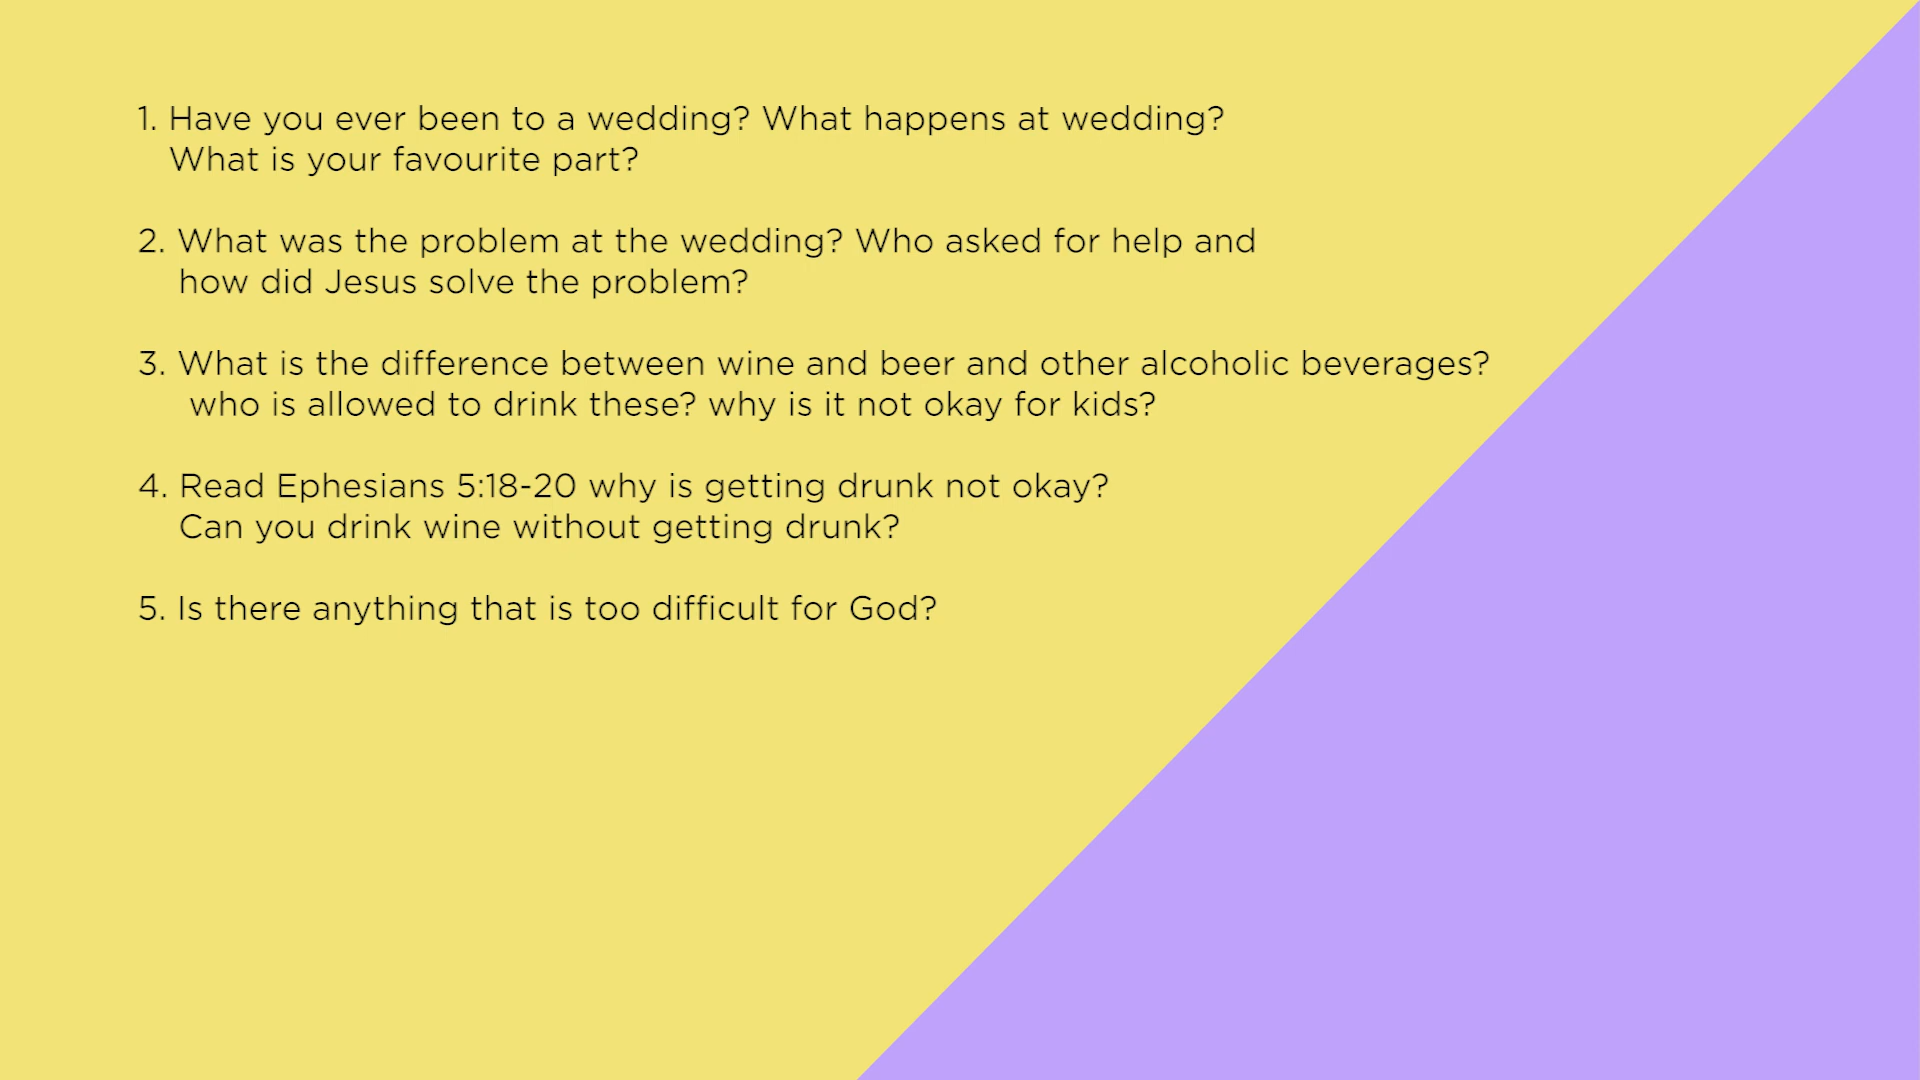 1. Have you ever been to a wedding? What happens at wedding?
What is your favourite part?
2. What was the problem at the wedding? Who asked for help and
how did Jesus solve the problem?
3. What is the difference between wine and beer and other alcoholic beverages?
who is allowed to drink these? why is it not okay for kids?
4. Read Ephesians 5:18-20 why is getting drunk not okay?
Can you drink wine without getting drunk?
5. Is there anything that is too difficult for God?